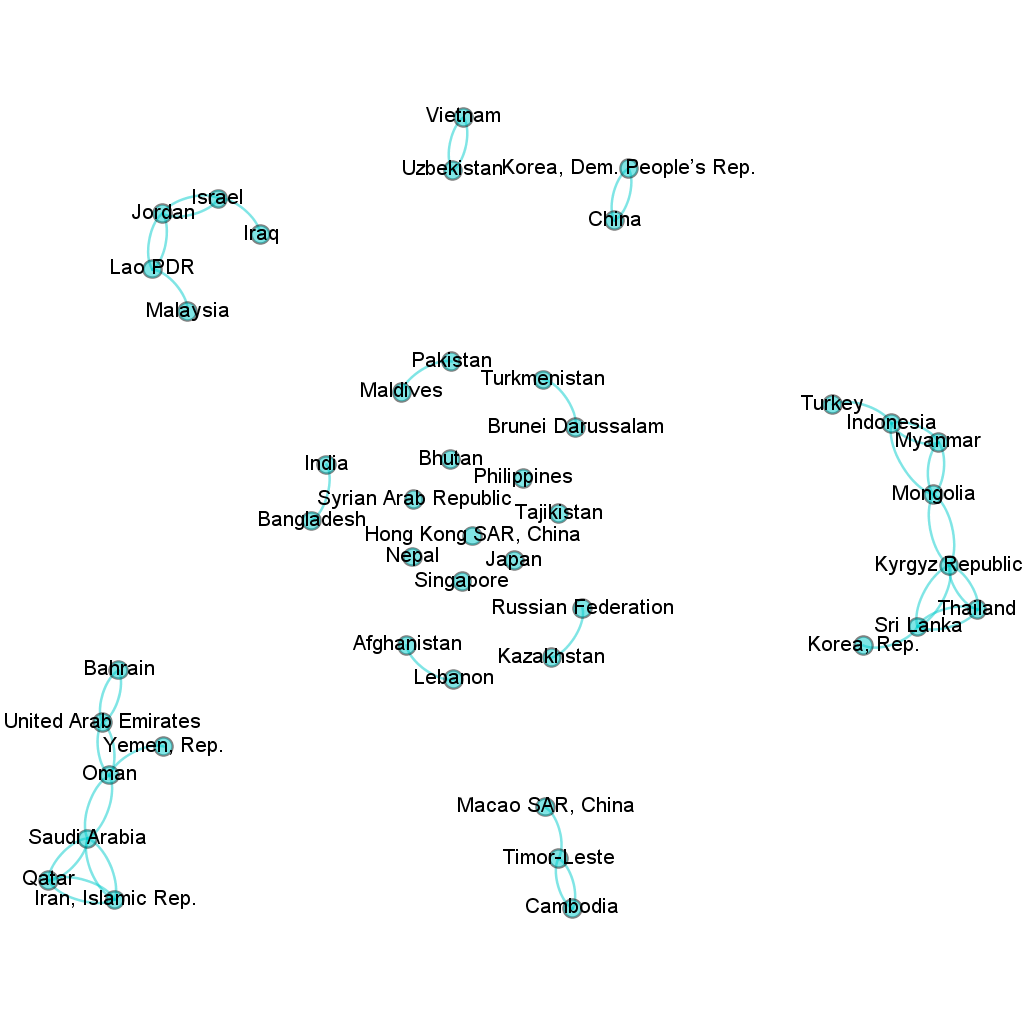 Vietnam
Uzbekistan
Korea, Dem. People's Rep.
China
Israel
Jordan
Iraq
Lao PDR
Malaysia
Pakistan
Maldives
Turkmenistan
Brunei Darussalam
Turkey
Indonesia
Myanmar
India
Bhutan
Philippines
Mongolia
Syrian Arab Republic
Bangladesh
Tajikistan
Hong Kong SAR, China
Nepal
Japan
Singapore
Kyrgyz Republic
Russian Federation
Thailand
Sri Lanka
Korea, Rep.
Afghanistan
Kazakhstan
Lebanon
Bahrain
United Arab Emirates
Yemen, Rep.
Oman
Macao SAR, China
Saudi Arabia
Timor-Leste
Qatar
Iran, Islamic Rep.
Cambodia